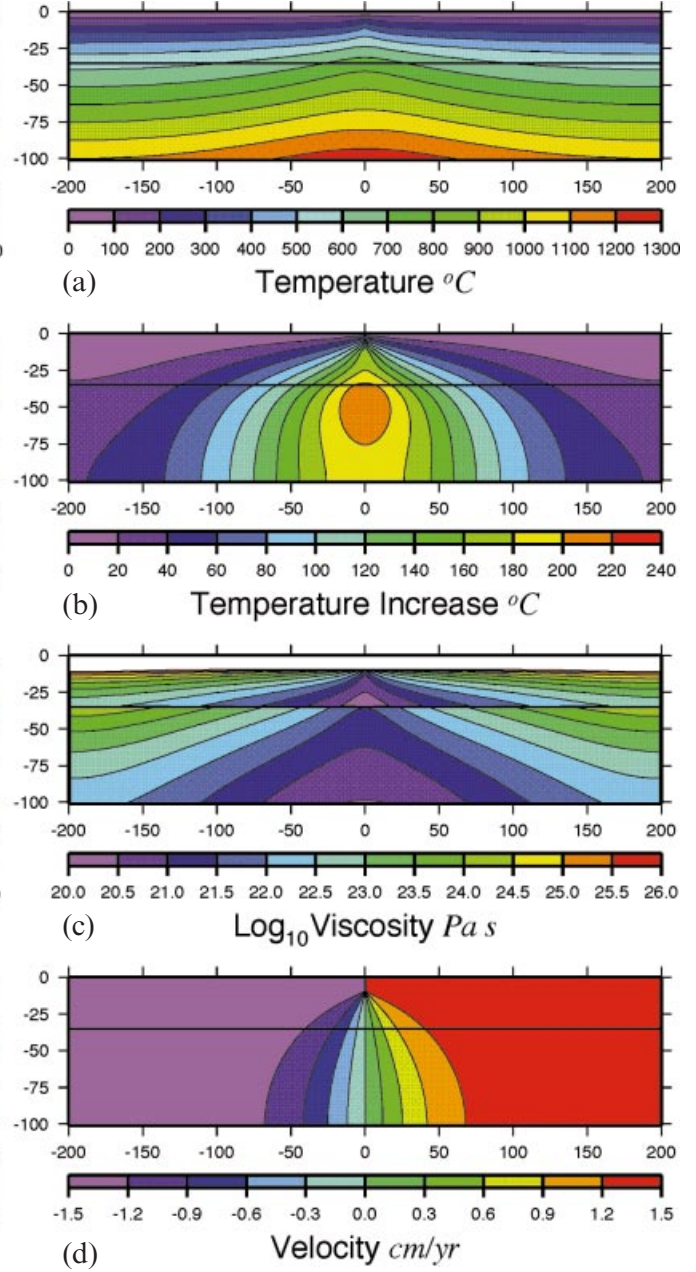 0
-25
-50
-75
-100
-200 -150 -100 -50 0 50 100 150 200
0 100 200 300 400 500 600 700 800 900 1000 1100 1200 1300
(a) Temperature °C
0
-25
-50
-75
-100
-200 -150 -100 -50 0 50 100 150 200
0 20 40 60 80 100 120 140 160 180 200 220 240
(b) Temperature Increase °C
0
-25
-50
-75
-100
-200 -150 -100 -50 0 50 100 150 200
20.0 20.5 21.0 21.5 22.0 22.5 23.0 23.5 24.0 24.5 25.0 25.5 26.0
(c) Log10Viscosity Pa s
0
-25
-50
-75
-100
-200 -150 -100 -50 0 50 100 150 200
-1.5 -1.2 -0.9 -0.6 -0.3 0.0 0.3 0.6 0.9 1.2 1.5
(d) Velocity cm/yr